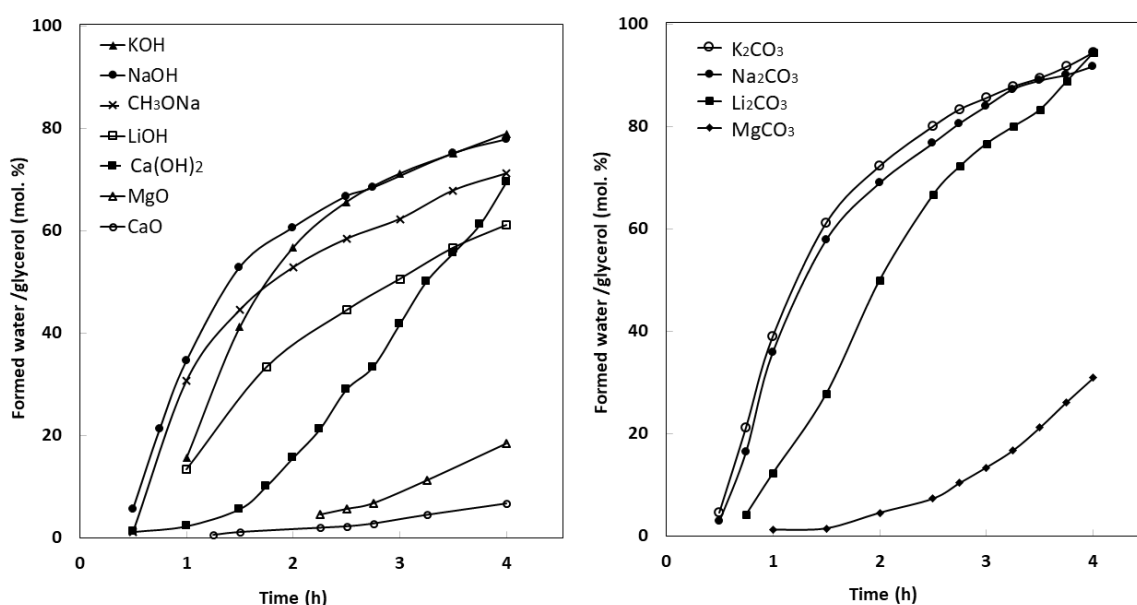 100
80
60
40
20
0
Formed water /glycerol (mol. %)
KOH
NaOH
CH₃ONa
LiOH
Ca(OH)₂
MgO
CaO
0 1 2 3 4
Time (h)
100
80
60
40
20
0
Formed water/glycerol (mol. %)
K₂CO₃
Na₂CO₃
Li₂CO₃
MgCO₃
0 1 2 3 4
Time (h)